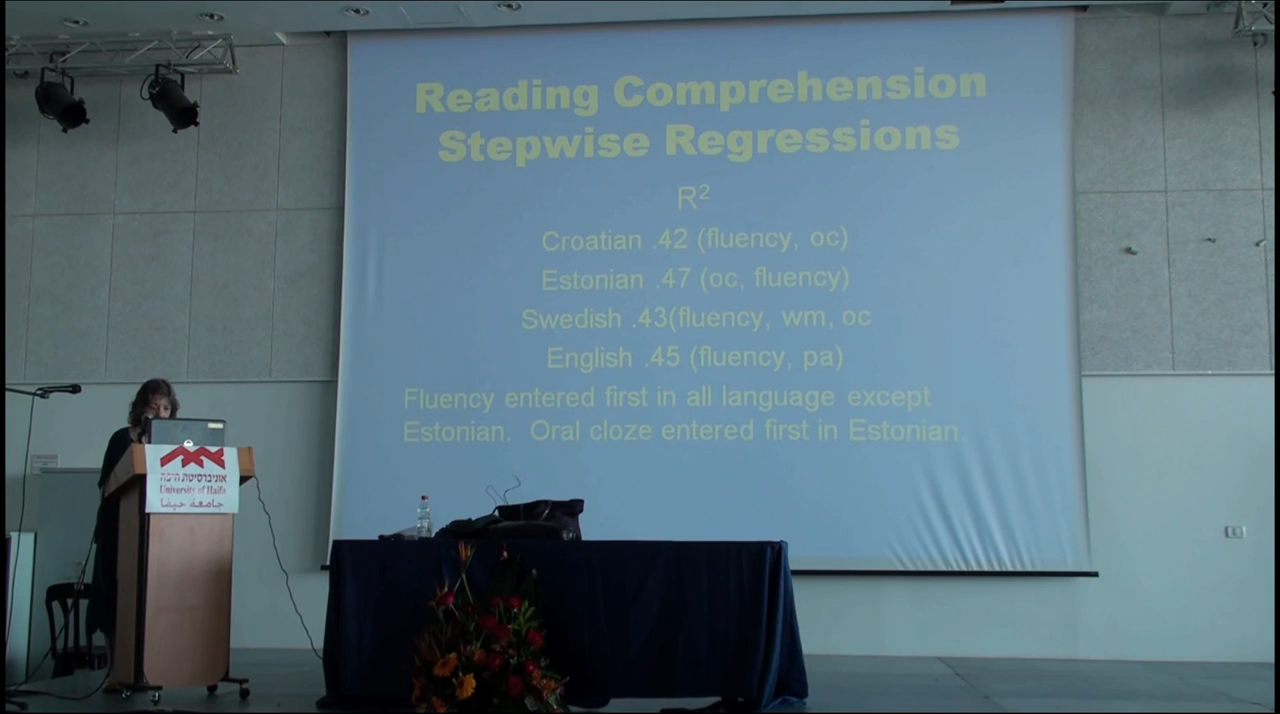 Reading Comprehension
Stepwise Regressions
R²
Croatian .42 (fluency, oc)
Estonian .47 (oc, fluency)
Swedish .43(fluency, wm, oc
English .45 (fluency, pa)
Fluency entered first in all language except
Estonian. Oral cloze entered first in Estonian.
אוניברסיטת חיפה
University of Haifa
جامعة حيفا